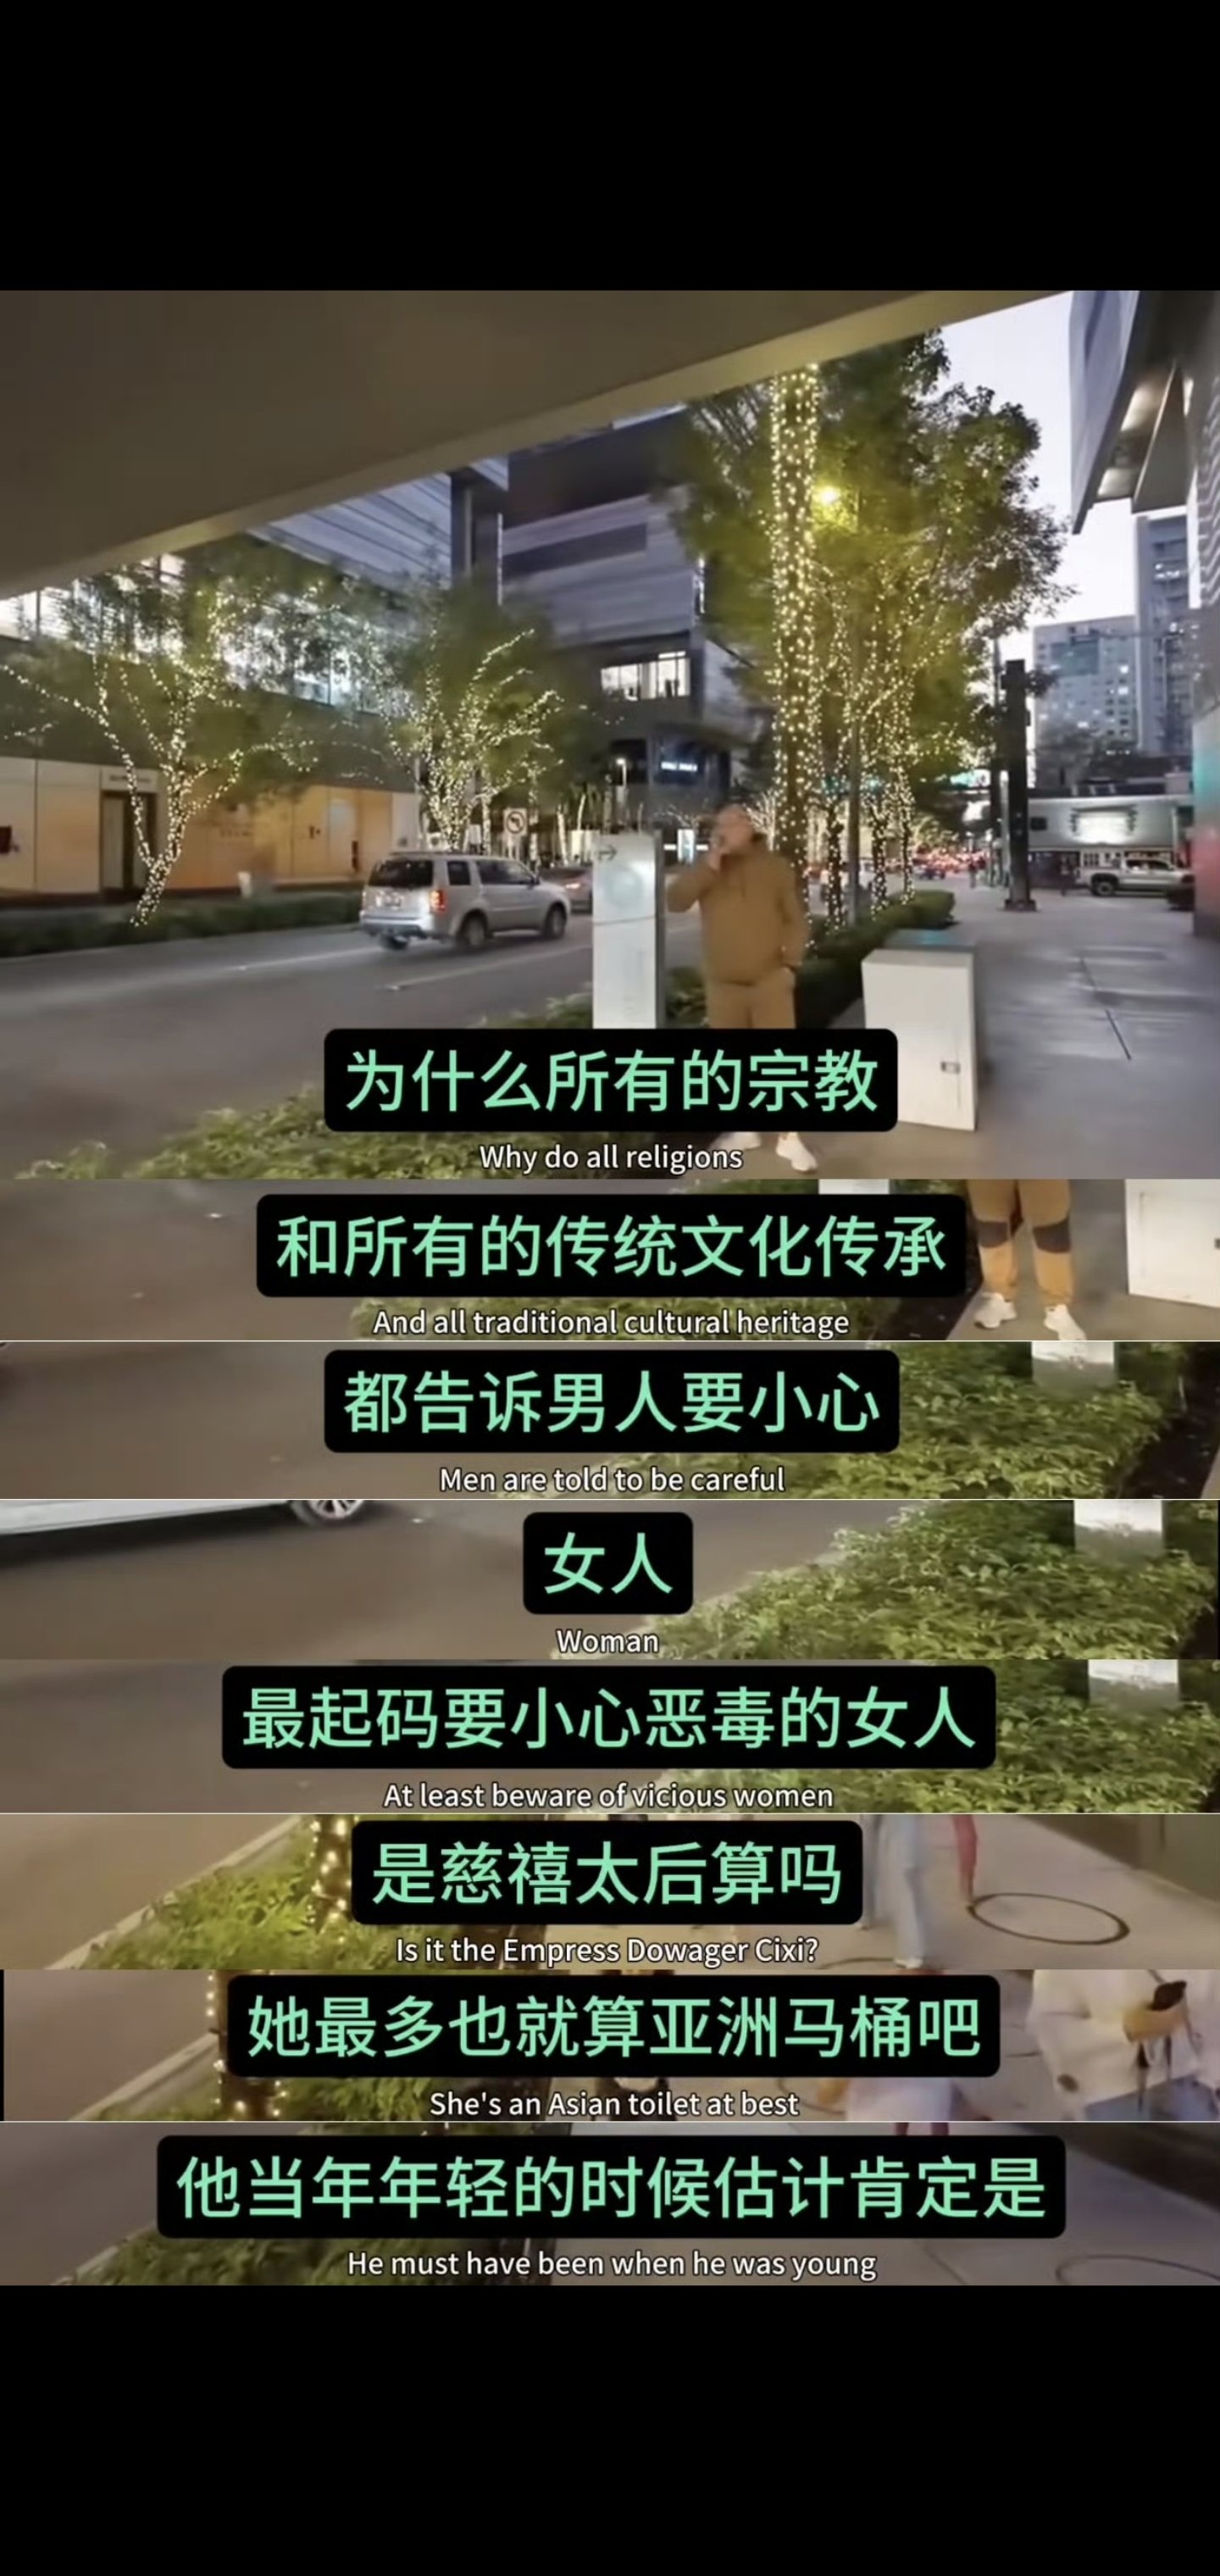 为什么所有的宗教
Why do all religions
和所有的传统文化传承
And all traditional cultural heritage
都告诉男人要小心
Men are told to be careful
女人
Woman
最起码要小心恶毒的女人
At least beware of vicious women
是慈禧太后算吗
Is it the Empress Dowager Cixi?
她最多也就算亚洲马桶吧
She's an Asian toilet at best
他当年年轻的时候估计肯定是
He must have been when he was young